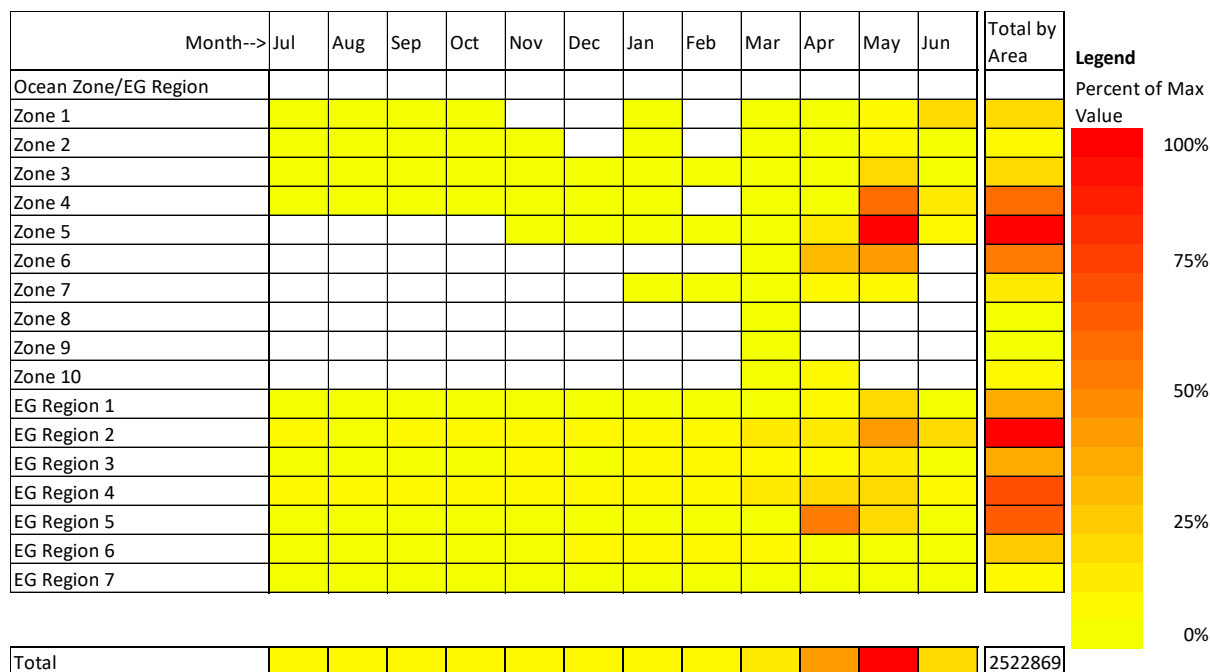 Month--> Jul Aug Sep Oct Nov Dec Jan Feb Mar Apr May Jun Total by Area
Ocean Zone/EG Region
Zone 1
Zone 2
Zone 3
Zone 4
Zone 5
Zone 6
Zone 7
Zone 8
Zone 9
Zone 10
EG Region 1
EG Region 2
EG Region 3
EG Region 4
EG Region 5
EG Region 6
EG Region 7
Total 2522869
Legend
Percent of Max
Value
100%
75%
50%
25%
0%